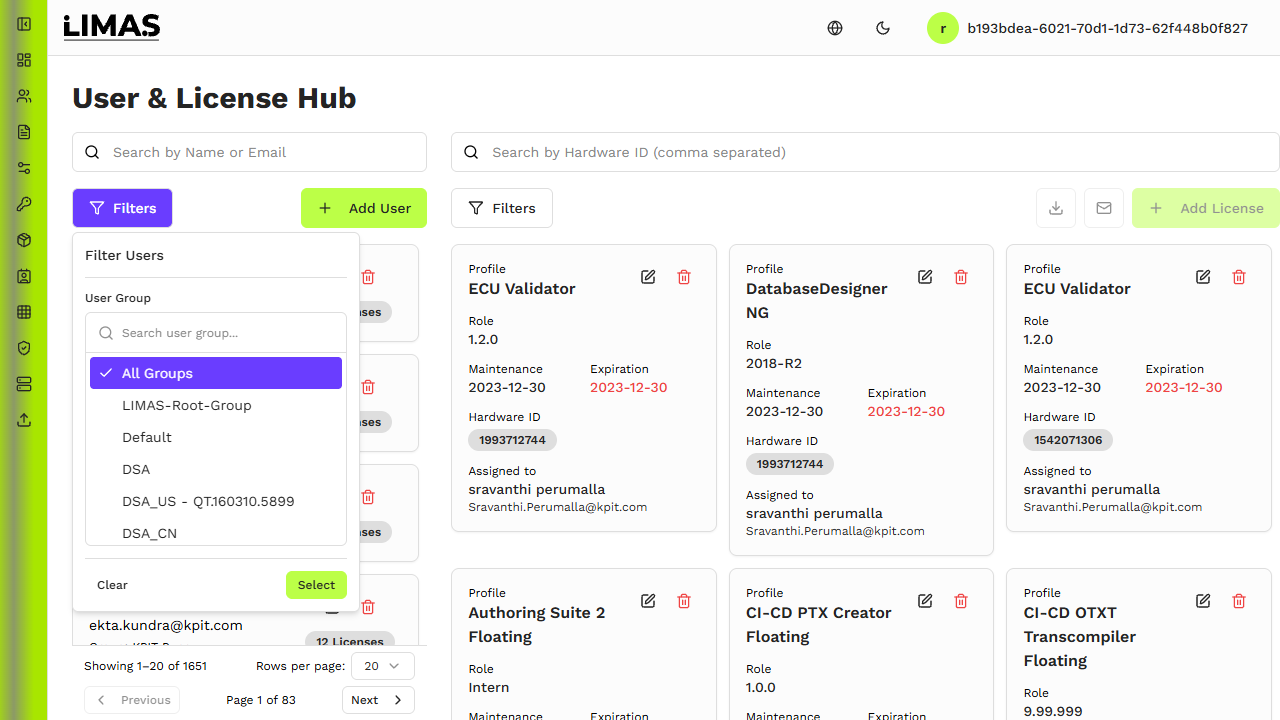 LIMAS
r b193bdea-6021-70d1-1d73-62f448b0f827
User & License Hub
Search by Name or Email
Search by Hardware ID (comma separated)
Filters
Add User
Filters
Add License
Filter Users
User Group
Search user group...
All Groups
LIMAS-Root-Group
Default
DSA
DSA_US - QT.160310.5899
DSA_CN
Clear
Select
ekta.kundra@kpit.com
12 Licenses
Showing 1–20 of 1651
Rows per page:
20
Previous
Page 1 of 83
Next
Profile
ECU Validator
Role
1.2.0
Maintenance
Expiration
2023-12-30
2023-12-30
Hardware ID
1993712744
Assigned to
sravanthi perumalla
Sravanthi.Perumalla@kpit.com
Profile
DatabaseDesigner
NG
Role
2018-R2
Maintenance
Expiration
2023-12-30
2023-12-30
Hardware ID
1993712744
Assigned to
sravanthi perumalla
Sravanthi.Perumalla@kpit.com
Profile
ECU Validator
Role
1.2.0
Maintenance
Expiration
2023-12-30
2023-12-30
Hardware ID
1542071306
Assigned to
sravanthi perumalla
Sravanthi.Perumalla@kpit.com
Profile
Authoring Suite 2
Floating
Role
Intern
Maintenance
Expiration
Profile
CI-CD PTX Creator
Floating
Role
1.0.0
Maintenance
Expiration
Profile
CI-CD OTXT
Transcompiler
Floating
Role
9.99.999